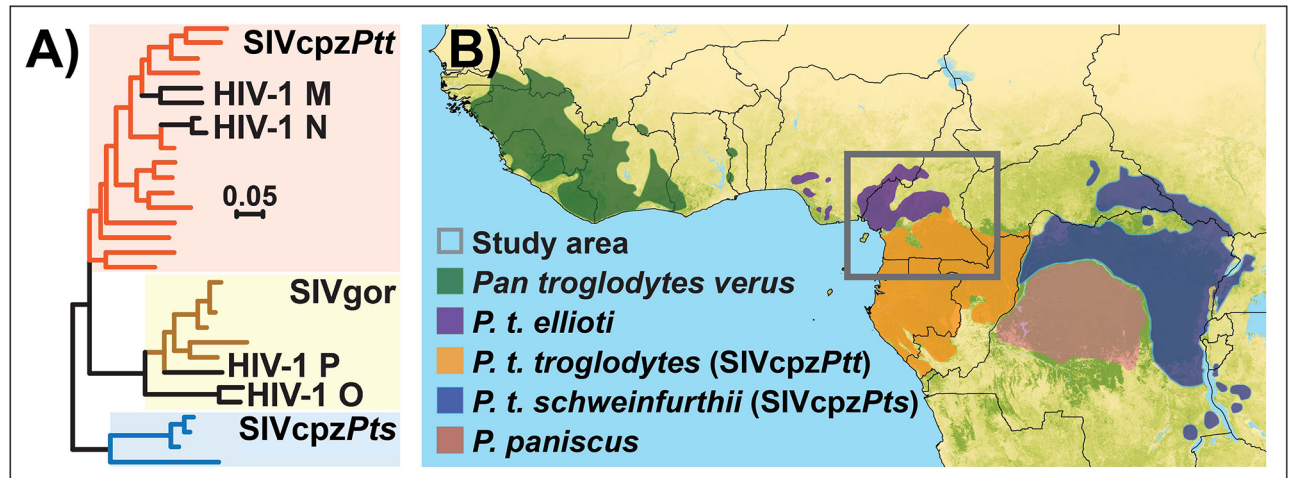 A)
SIVcpzPtt
HIV-1 M
HIV-1 N
0.05
SIVgor
HIV-1 P
HIV-1 O
SIVcpzPts
B)
Study area
Pan troglodytes verus
P. t. ellioti
P. t. troglodytes (SIVcpzPtt)
P. t. schweinfurthii (SIVcpzPts)
P. paniscus